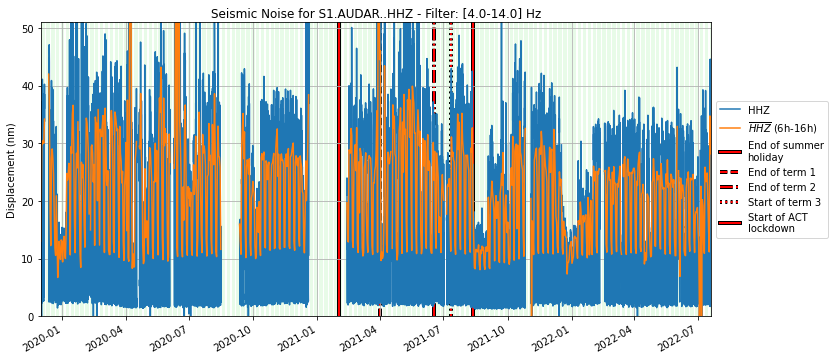 Seismic Noise for S1.AUDAR..HHZ - Filter: [4.0-14.0] Hz
50
40
30
20
10
0
Displacement (nm)
2020-01
2020-04
2020-07
2020-10
2021-01
2021-04
2021-07
2021-10
2022-01
2022-04
2022-07
HHZ
HHZ (6h-16h)
End of summer
holiday
End of term 1
End of term 2
Start of term 3
Start of ACT
lockdown